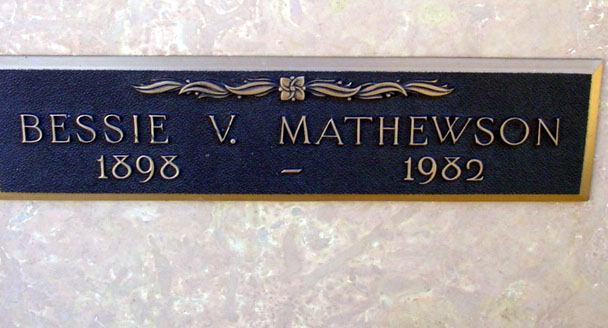 BESSIE V. MATHEWSON
1898 – 1982